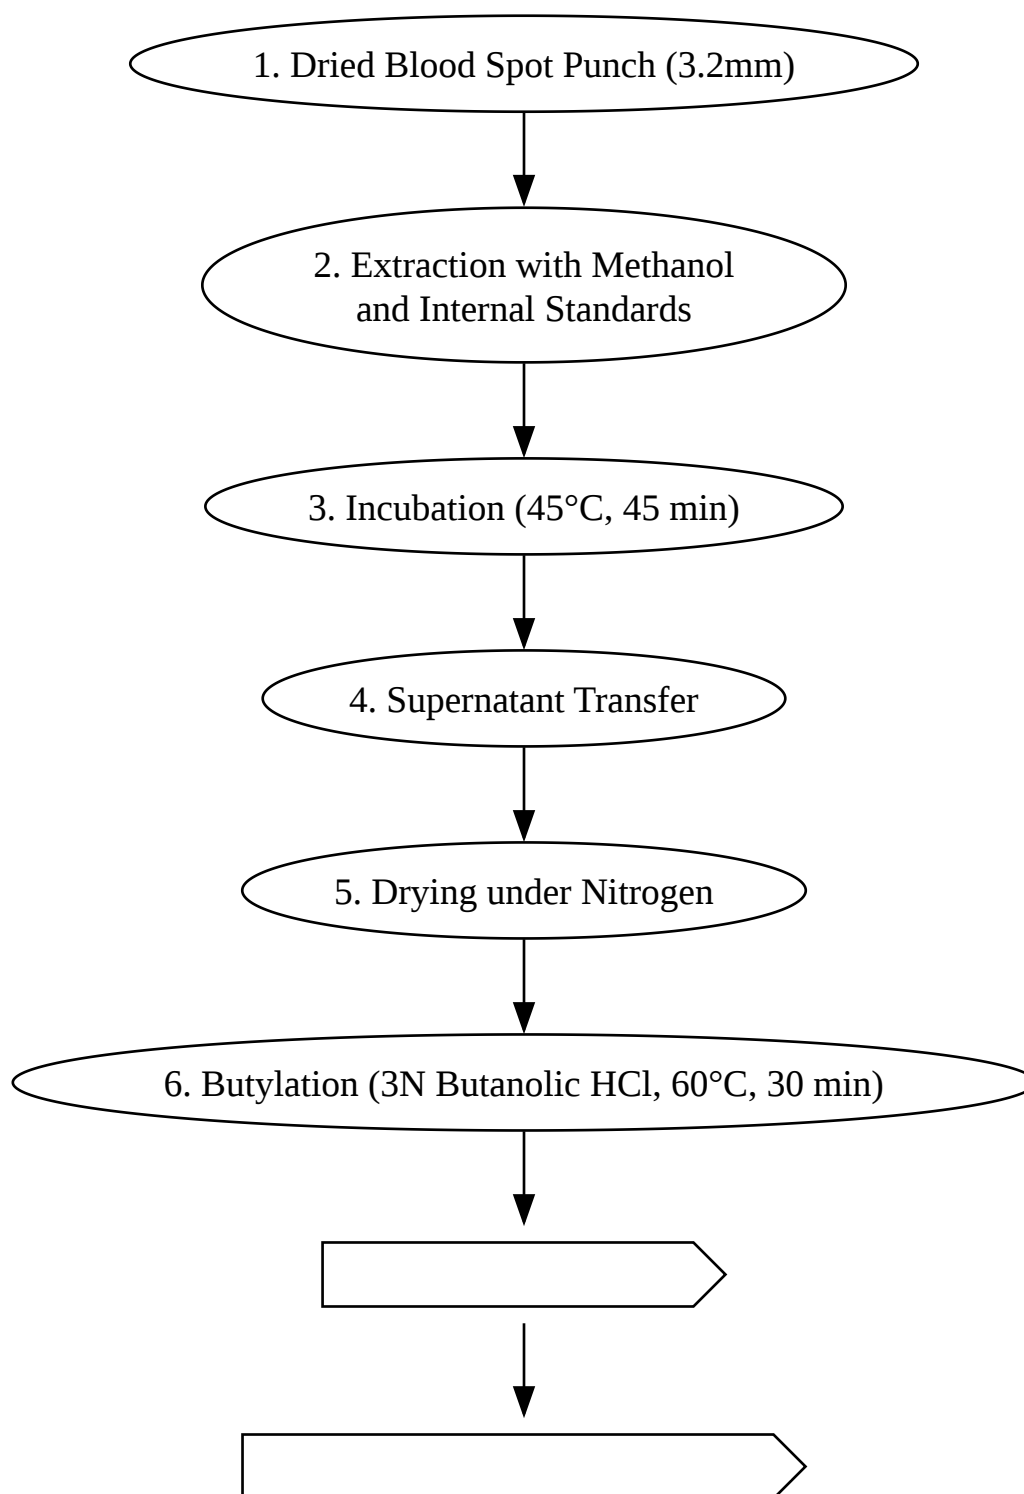 1. Dried Blood Spot Punch (3.2mm)
2. Extraction with Methanol
and Internal Standards
3. Incubation (45°C, 45 min)
4. Supernatant Transfer
5. Drying under Nitrogen
6. Butylation (3N Butanolic HCl, 60°C, 30 min)